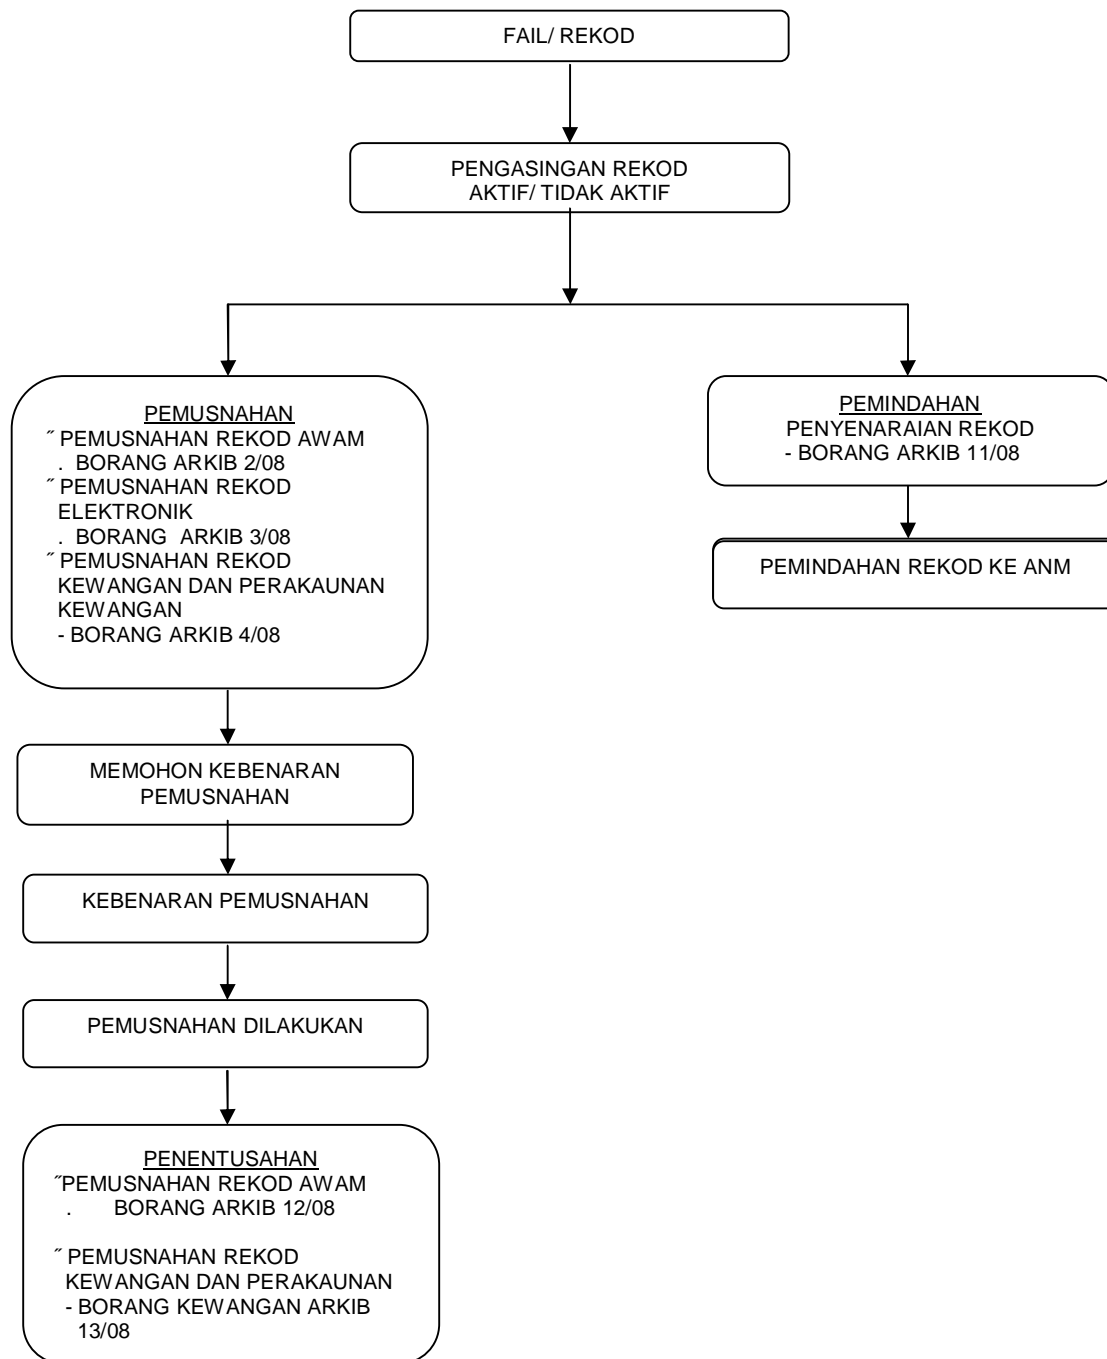 FAIL/ REKOD
PENGASINGAN REKOD
AKTIF/ TIDAK AKTIF
PEMUSNAHAN
˝ PEMUSNAHAN REKOD AWAM
. BORANG ARKIB 2/08
˝ PEMUSNAHAN REKOD
ELEKTRONIK
. BORANG ARKIB 3/08
˝ PEMUSNAHAN REKOD
KEWANGAN DAN PERAKAUNAN
KEWANGAN
- BORANG ARKIB 4/08
PEMINDAHAN
PENYENARAIAN REKOD
- BORANG ARKIB 11/08
PEMINDAHAN REKOD KE ANM
MEMOHON KEBENARAN
PEMUSNAHAN
KEBENARAN PEMUSNAHAN
PEMUSNAHAN DILAKUKAN
PENENTUSAHAN
˝PEMUSNAHAN REKOD AWAM
. BORANG ARKIB 12/08
˝ PEMUSNAHAN REKOD
KEWANGAN DAN PERAKAUNAN
- BORANG KEWANGAN ARKIB
13/08